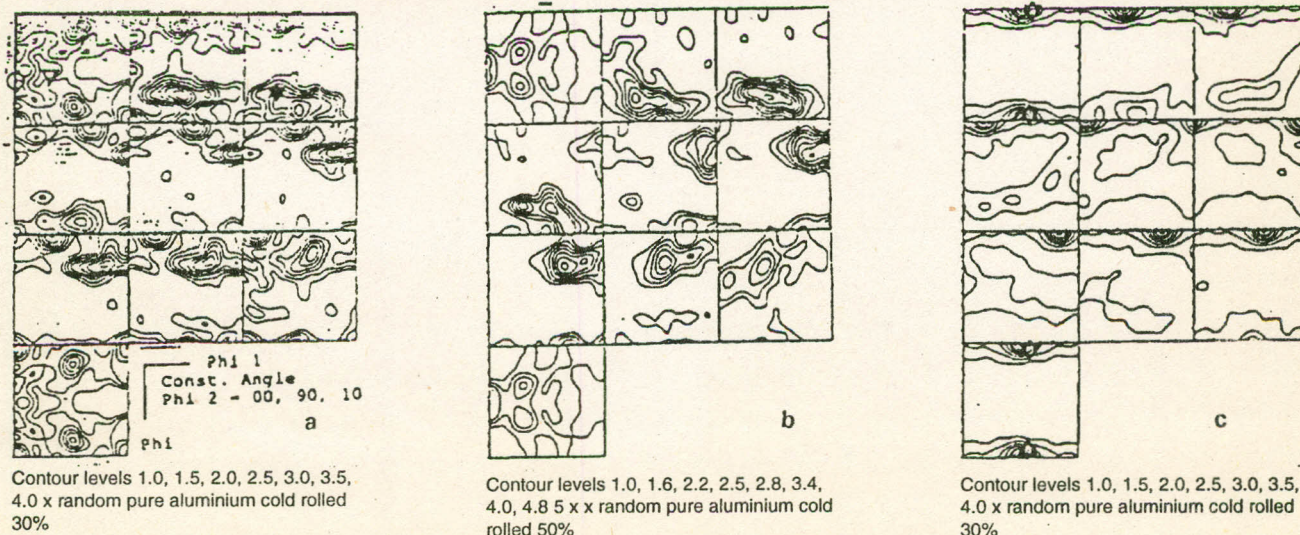 Phi 1
Const. Angle
Phi 2 - 00, 90, 10
Phi
a
b
c
Contour levels 1.0, 1.5, 2.0, 2.5, 3.0, 3.5,
4.0 x random pure aluminium cold rolled
30%
Contour levels 1.0, 1.6, 2.2, 2.5, 2.8, 3.4,
4.0, 4.8 5 x x random pure aluminium cold
rolled 50%
Contour levels 1.0, 1.5, 2.0, 2.5, 3.0, 3.5,
4.0 x random pure aluminium cold rolled
30%